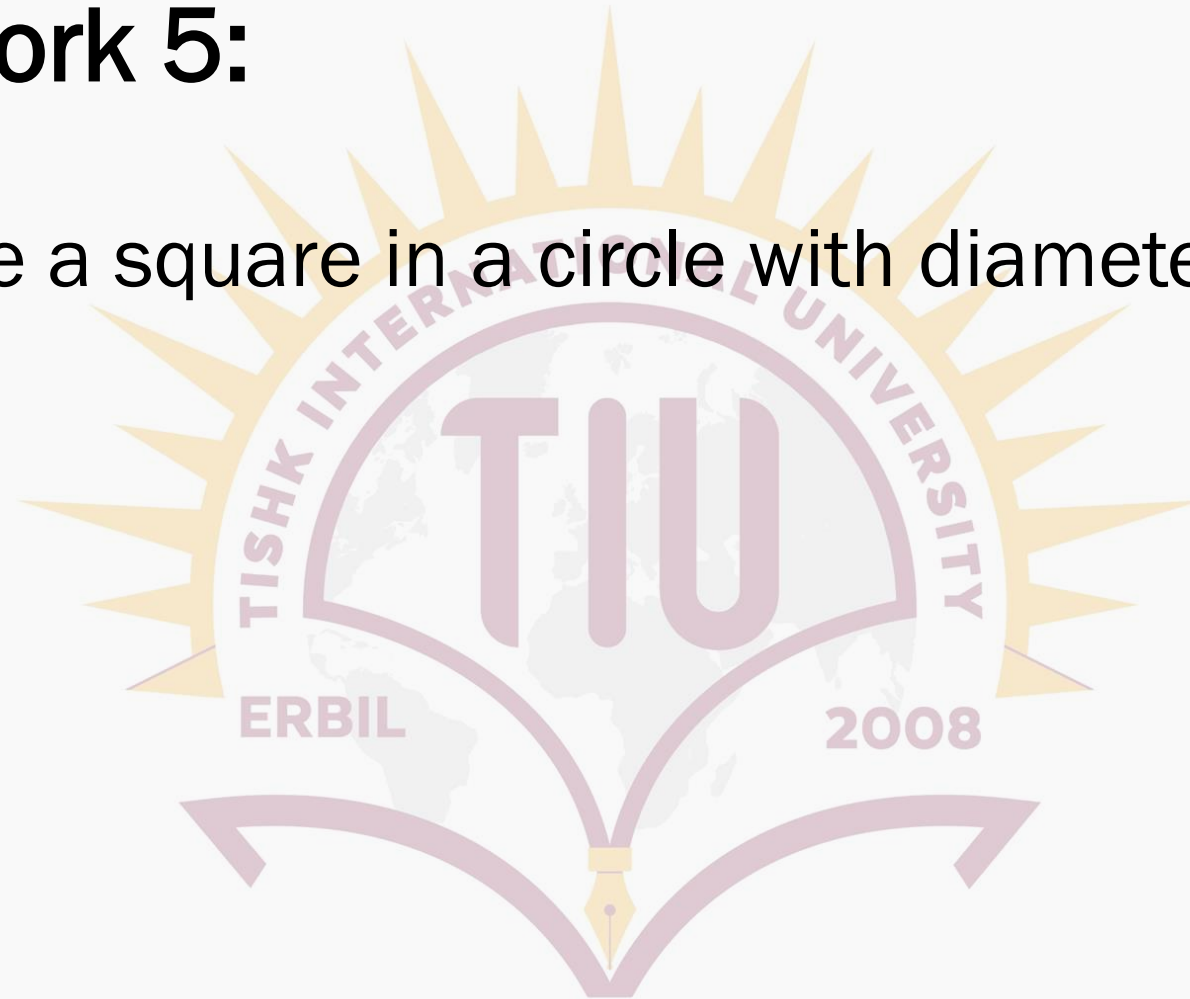 ork 5:
e a square in a circle with diamete
TISHK INTERNATIONAL UNIVERSITY
TIU
ERBIL
2008